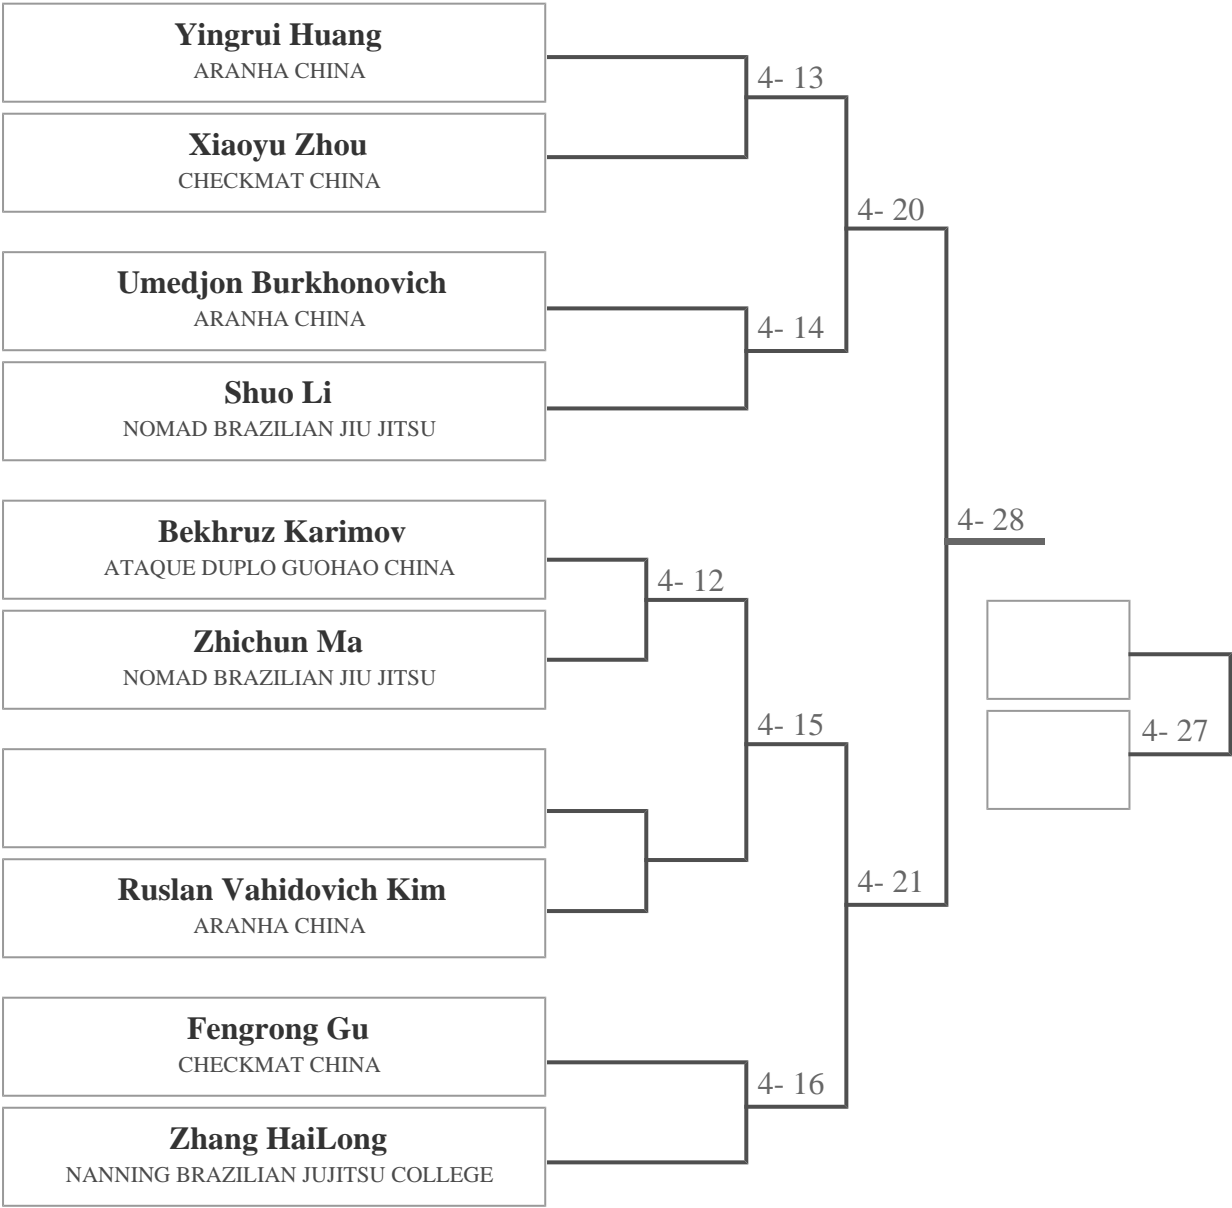 Yingrui Huang
ARANHA CHINA
4- 13
Xiaoyu Zhou
CHECKMAT CHINA
4- 20
Umedjon Burkhonovich
ARANHA CHINA
4- 14
Shuo Li
NOMAD BRAZILIAN JIU JITSU
4- 28
Bekhruz Karimov
ATAQUE DUPLO GUOHAO CHINA
4- 12
Zhichun Ma
NOMAD BRAZILIAN JIU JITSU
4- 15
4- 27
Ruslan Vahidovich Kim
ARANHA CHINA
4- 21
Fengrong Gu
CHECKMAT CHINA
4- 16
Zhang HaiLong
NANNING BRAZILIAN JUJITSU COLLEGE